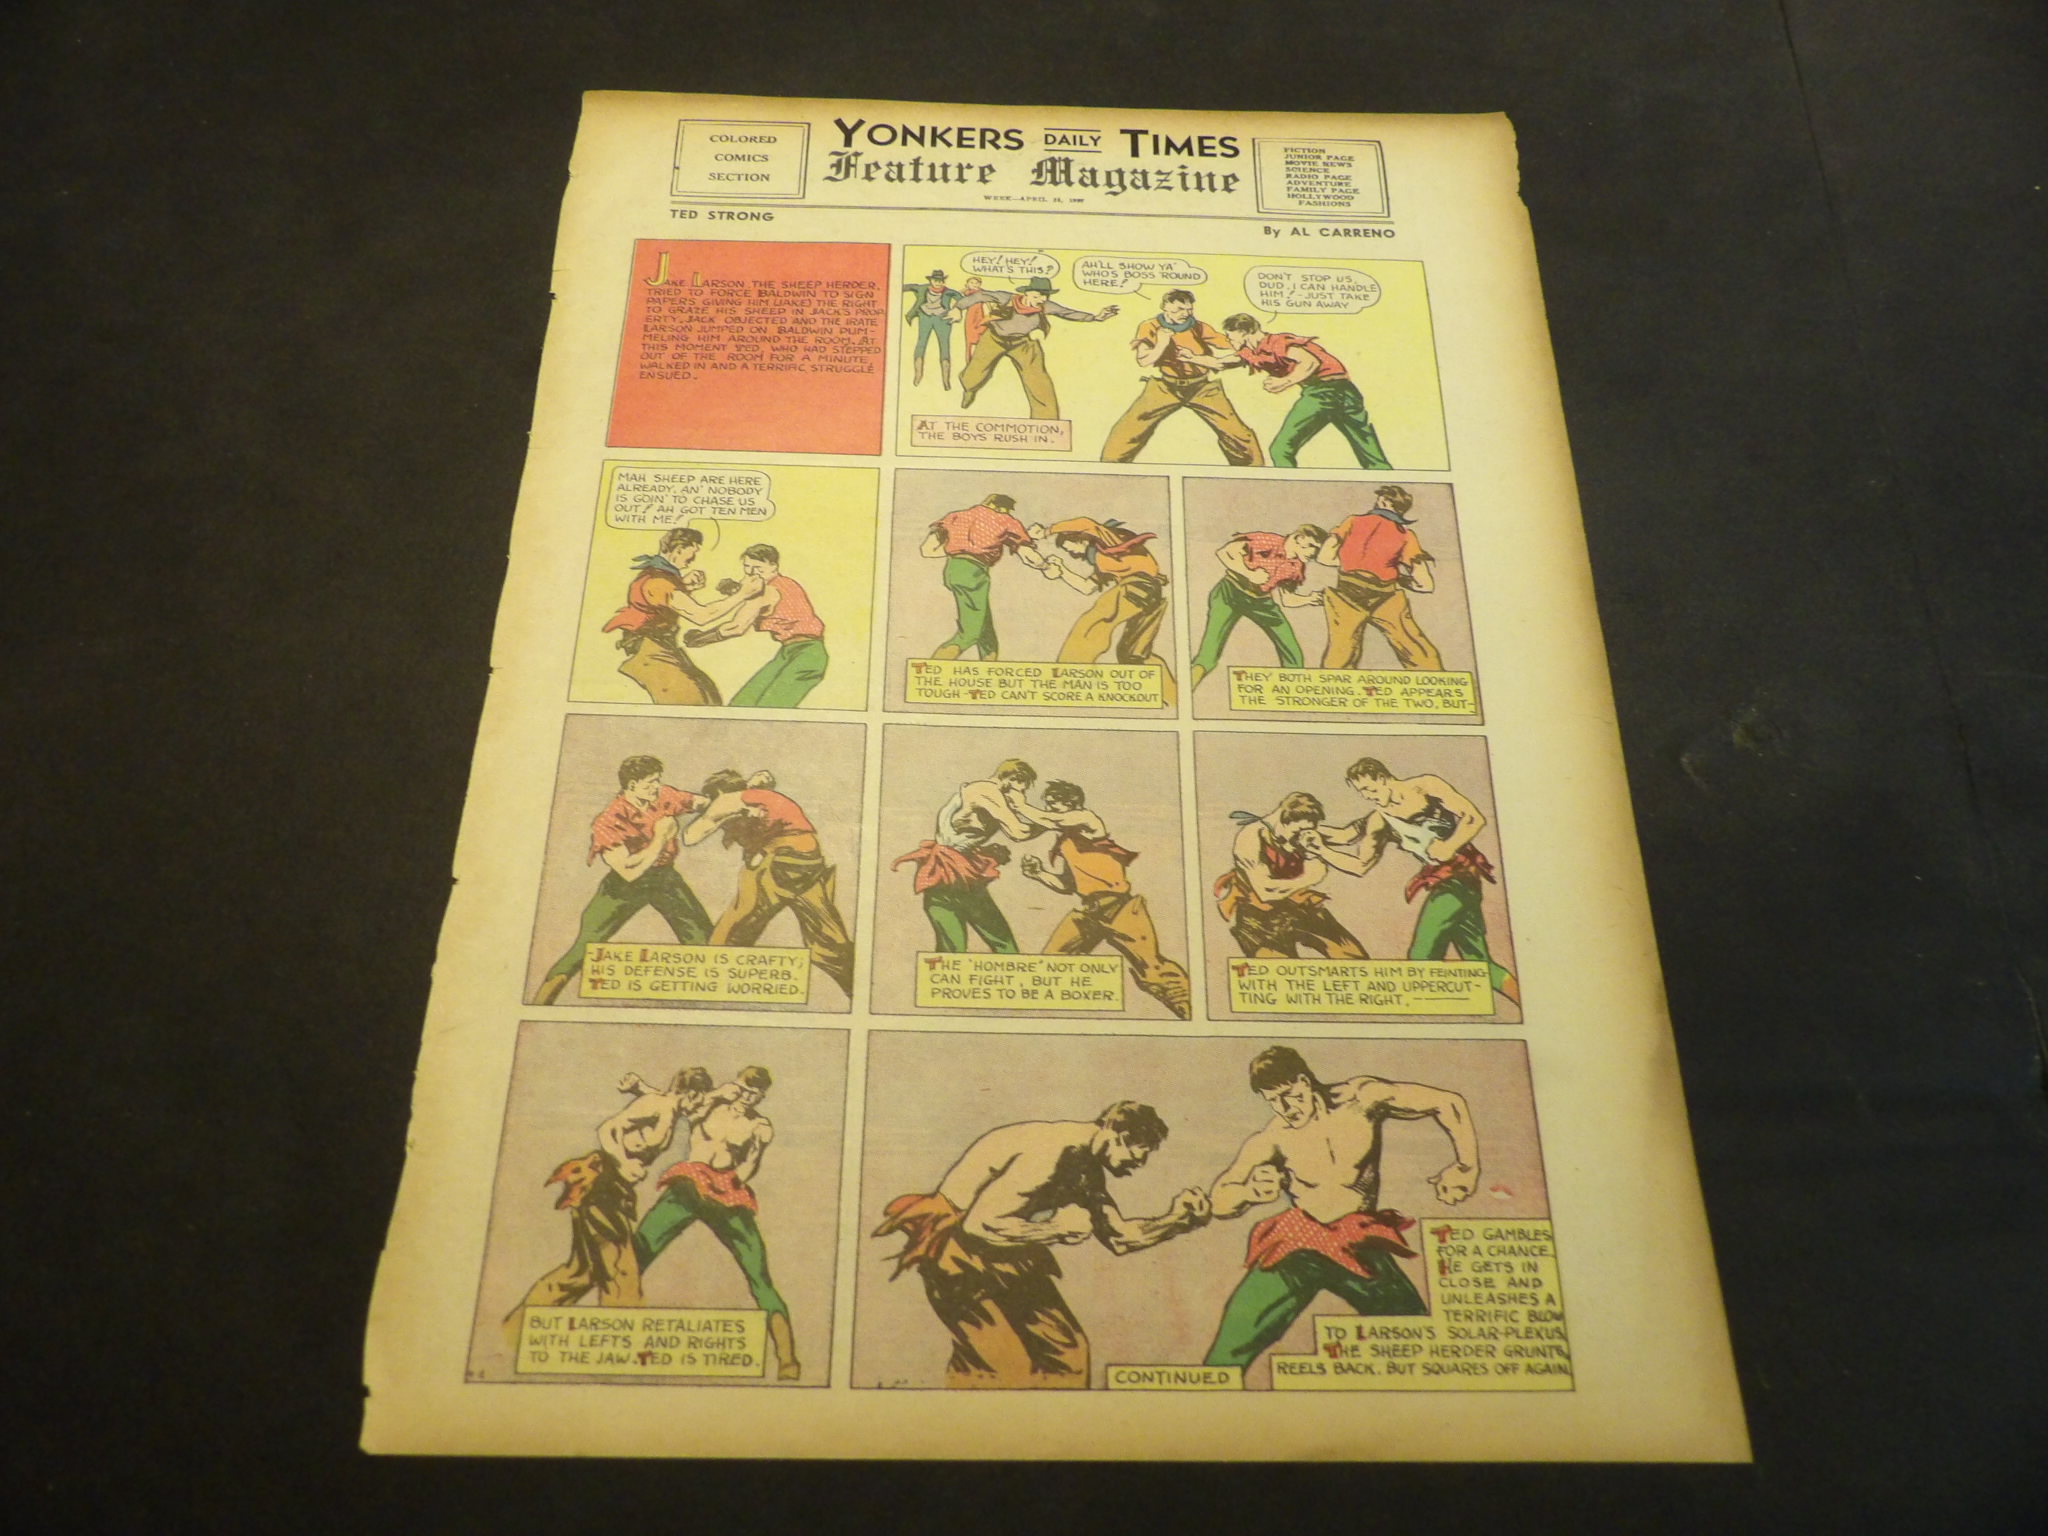 COLORED
COMICS
SECTION
YONKERS DAILY TIMES
Feature Magazine
WEEK—APRIL
FICTION
JUNIOR PAGE
MOVIE NEWS
SCIENCE
RADIO PAGE
ADVENTURE
FAMILY PAGE
HOLLYWOOD
FASHIONS
TED STRONG
By AL CARRENO
JAKE LARSON, THE SHEEP HERDER,
TRIED TO FORCE BALDWIN TO SIGN
PAPERS GIVING HIM (JAKE) THE RIGHT
TO GRAZE HIS SHEEP IN JACK'S PROP-
ERTY. JACK OBJECTED AND THE IRATE
LARSON JUMPED ON BALDWIN PUM-
MELING HIM AROUND THE ROOM. AT
THIS MOMENT TED, WHO HAD STEPPED
OUT OF THE ROOM FOR A MINUTE,
WALKED IN AND A TERRIFIC STRUGGLE
ENSUED.
HEY! HEY!
WHAT'S THIS?
AH'LL SHOW YA'
WHO'S BOSS 'ROUND
HERE!
DON'T STOP US,
DUD, I CAN HANDLE
HIM! - JUST TAKE
HIS GUN AWAY
AT THE COMMOTION,
THE BOYS RUSH IN.
MAH SHEEP ARE HERE
ALREADY, AN' NOBODY
IS GOIN' TO CHASE US
OUT! AH GOT TEN MEN
WITH ME!
TED HAS FORCED LARSON OUT OF
THE HOUSE BUT THE MAN IS TOO
TOUGH - TED CAN'T SCORE A KNOCKOUT
THEY BOTH SPAR AROUND LOOKING
FOR AN OPENING. TED APPEARS
THE STRONGER OF THE TWO, BUT-
-JAKE LARSON IS CRAFTY;
HIS DEFENSE IS SUPERB.
TED IS GETTING WORRIED.
THE 'HOMBRE' NOT ONLY
CAN FIGHT, BUT HE
PROVES TO BE A BOXER.
TED OUTSMARTS HIM BY FEINTING
WITH THE LEFT AND UPPERCUT-
TING WITH THE RIGHT, ———
BUT LARSON RETALIATES
WITH LEFTS AND RIGHTS
TO THE JAW. TED IS TIRED.
TED GAMBLES
FOR A CHANCE.
HE GETS IN
CLOSE AND
UNLEASHES A
TERRIFIC BLOW
TO LARSON'S SOLAR-PLEXUS.
THE SHEEP HERDER GRUNTS,
REELS BACK. BUT SQUARES OFF AGAIN.
CONTINUED